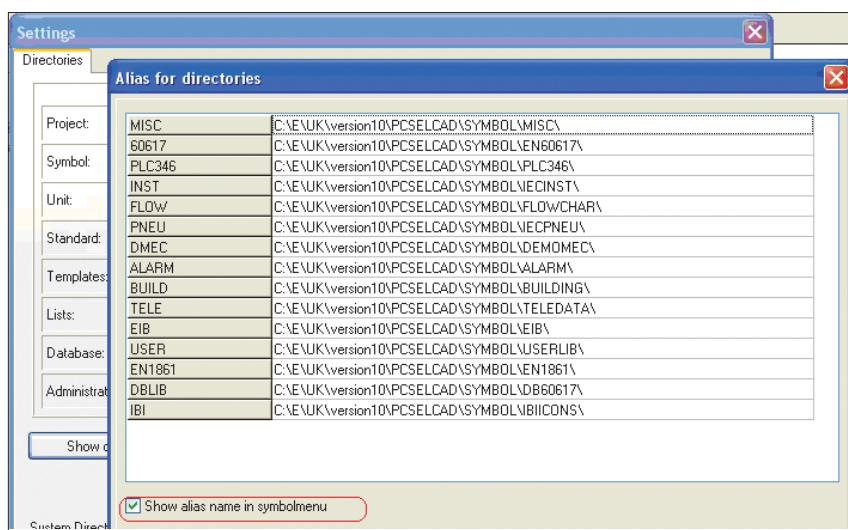 Settings
Directories
Alias for directories
Project:
Symbol:
Unit:
Standard:
Templates:
Lists:
Database:
Show
MISC C:\E\UK\version10\PCSELCAD\SYMBOL\MISC\
60617 C:\E\UK\version10\PCSELCAD\SYMBOL\EN60617\
PLC346 C:\E\UK\version10\PCSELCAD\SYMBOL\PLC346\
INST C:\E\UK\version10\PCSELCAD\SYMBOL\IECINST\
FLOW C:\E\UK\version10\PCSELCAD\SYMBOL\FLOWCHAR\
PNEU C:\E\UK\version10\PCSELCAD\SYMBOL\IECPNEU\
DMEC C:\E\UK\version10\PCSELCAD\SYMBOL\DEMOMEC\
ALARM C:\E\UK\version10\PCSELCAD\SYMBOL\ALARM\
BUILD C:\E\UK\version10\PCSELCAD\SYMBOL\BUILDING\
TELE C:\E\UK\version10\PCSELCAD\SYMBOL\TELEDATA\
EIB C:\E\UK\version10\PCSELCAD\SYMBOL\EIB\
USER C:\E\UK\version10\PCSELCAD\SYMBOL\USERLIB\
EN1861 C:\E\UK\version10\PCSELCAD\SYMBOL\EN1861\
DBLIB C:\E\UK\version10\PCSELCAD\SYMBOL\DB60617\
IBI C:\E\UK\version10\PCSELCAD\SYMBOL\IBIICONS\
Show alias name in symbolmenu